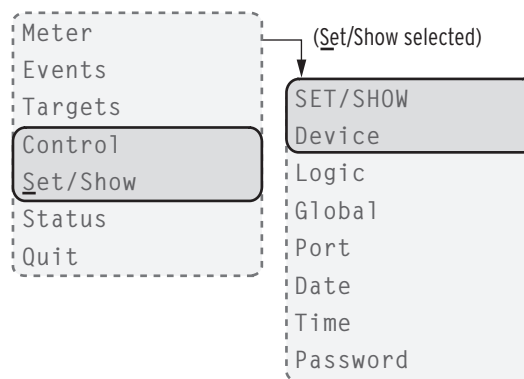 Meter
Events
Targets
Control
Set/Show
Status
Quit
(Set/Show selected)
SET/SHOW
Device
Logic
Global
Port
Date
Time
Password